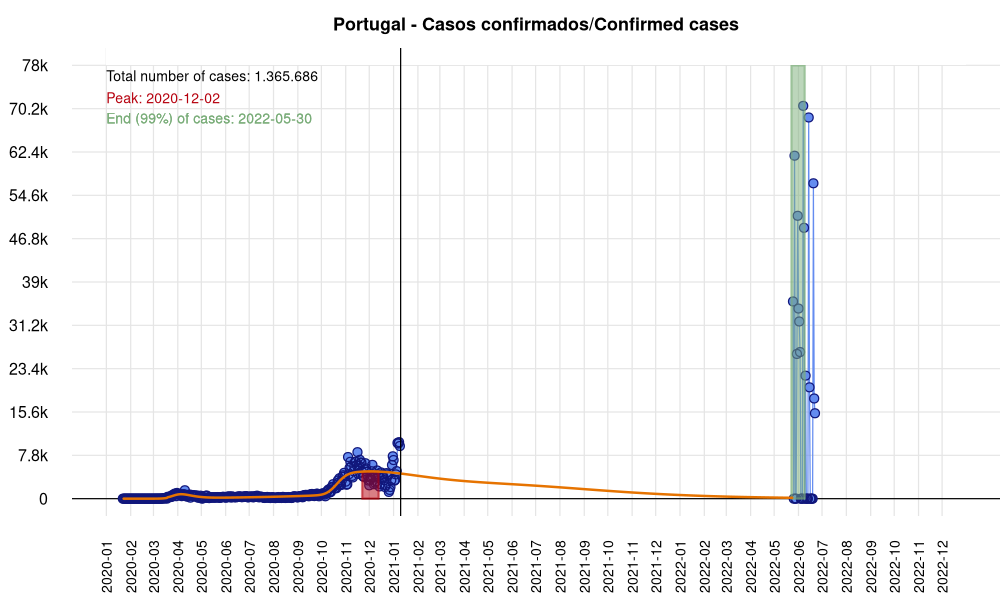 Portugal - Casos confirmados/Confirmed cases
Total number of cases: 1.365.686
Peak: 2020-12-02
End (99%) of cases: 2022-05-30
78k
70.2k
62.4k
54.6k
46.8k
39k
31.2k
23.4k
15.6k
7.8k
0
2020-01
2020-02
2020-03
2020-04
2020-05
2020-06
2020-07
2020-08
2020-09
2020-10
2020-11
2020-12
2021-01
2021-02
2021-03
2021-04
2021-05
2021-06
2021-07
2021-08
2021-09
2021-10
2021-11
2021-12
2022-01
2022-02
2022-03
2022-04
2022-05
2022-06
2022-07
2022-08
2022-09
2022-10
2022-11
2022-12